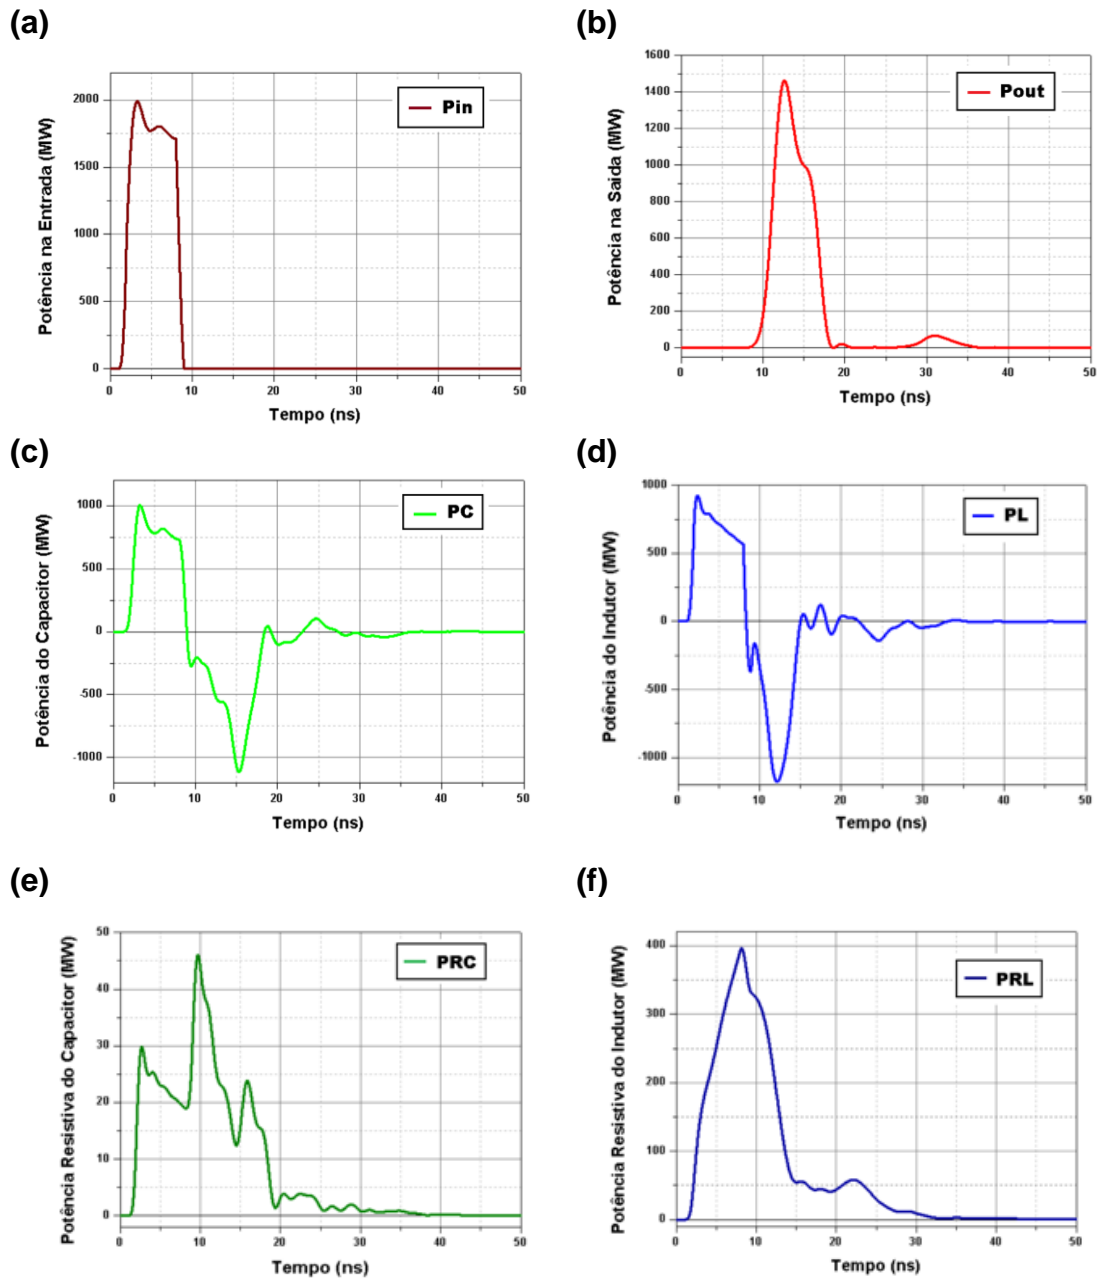 (a)
Potência na Entrada (MW)
2000
1500
1000
500
0
Pin
0 10 20 30 40 50
Tempo (ns)
(b)
Potência na Saída (MW)
1600
1400
1200
1000
800
600
400
200
0
Pout
0 10 20 30 40 50
Tempo (ns)
(c)
Potência do Capacitor (MW)
1000
500
0
-500
-1000
PC
0 10 20 30 40 50
Tempo (ns)
(d)
Potência do Indutor (MW)
1000
500
0
-500
-1000
PL
0 10 20 30 40 50
Tempo (ns)
(e)
Potência Resistiva do Capacitor (MW)
50
40
30
20
10
0
PRC
0 10 20 30 40 50
Tempo (ns)
(f)
Potência Resistiva do Indutor (MW)
400
300
200
100
0
PRL
0 10 20 30 40 50
Tempo (ns)